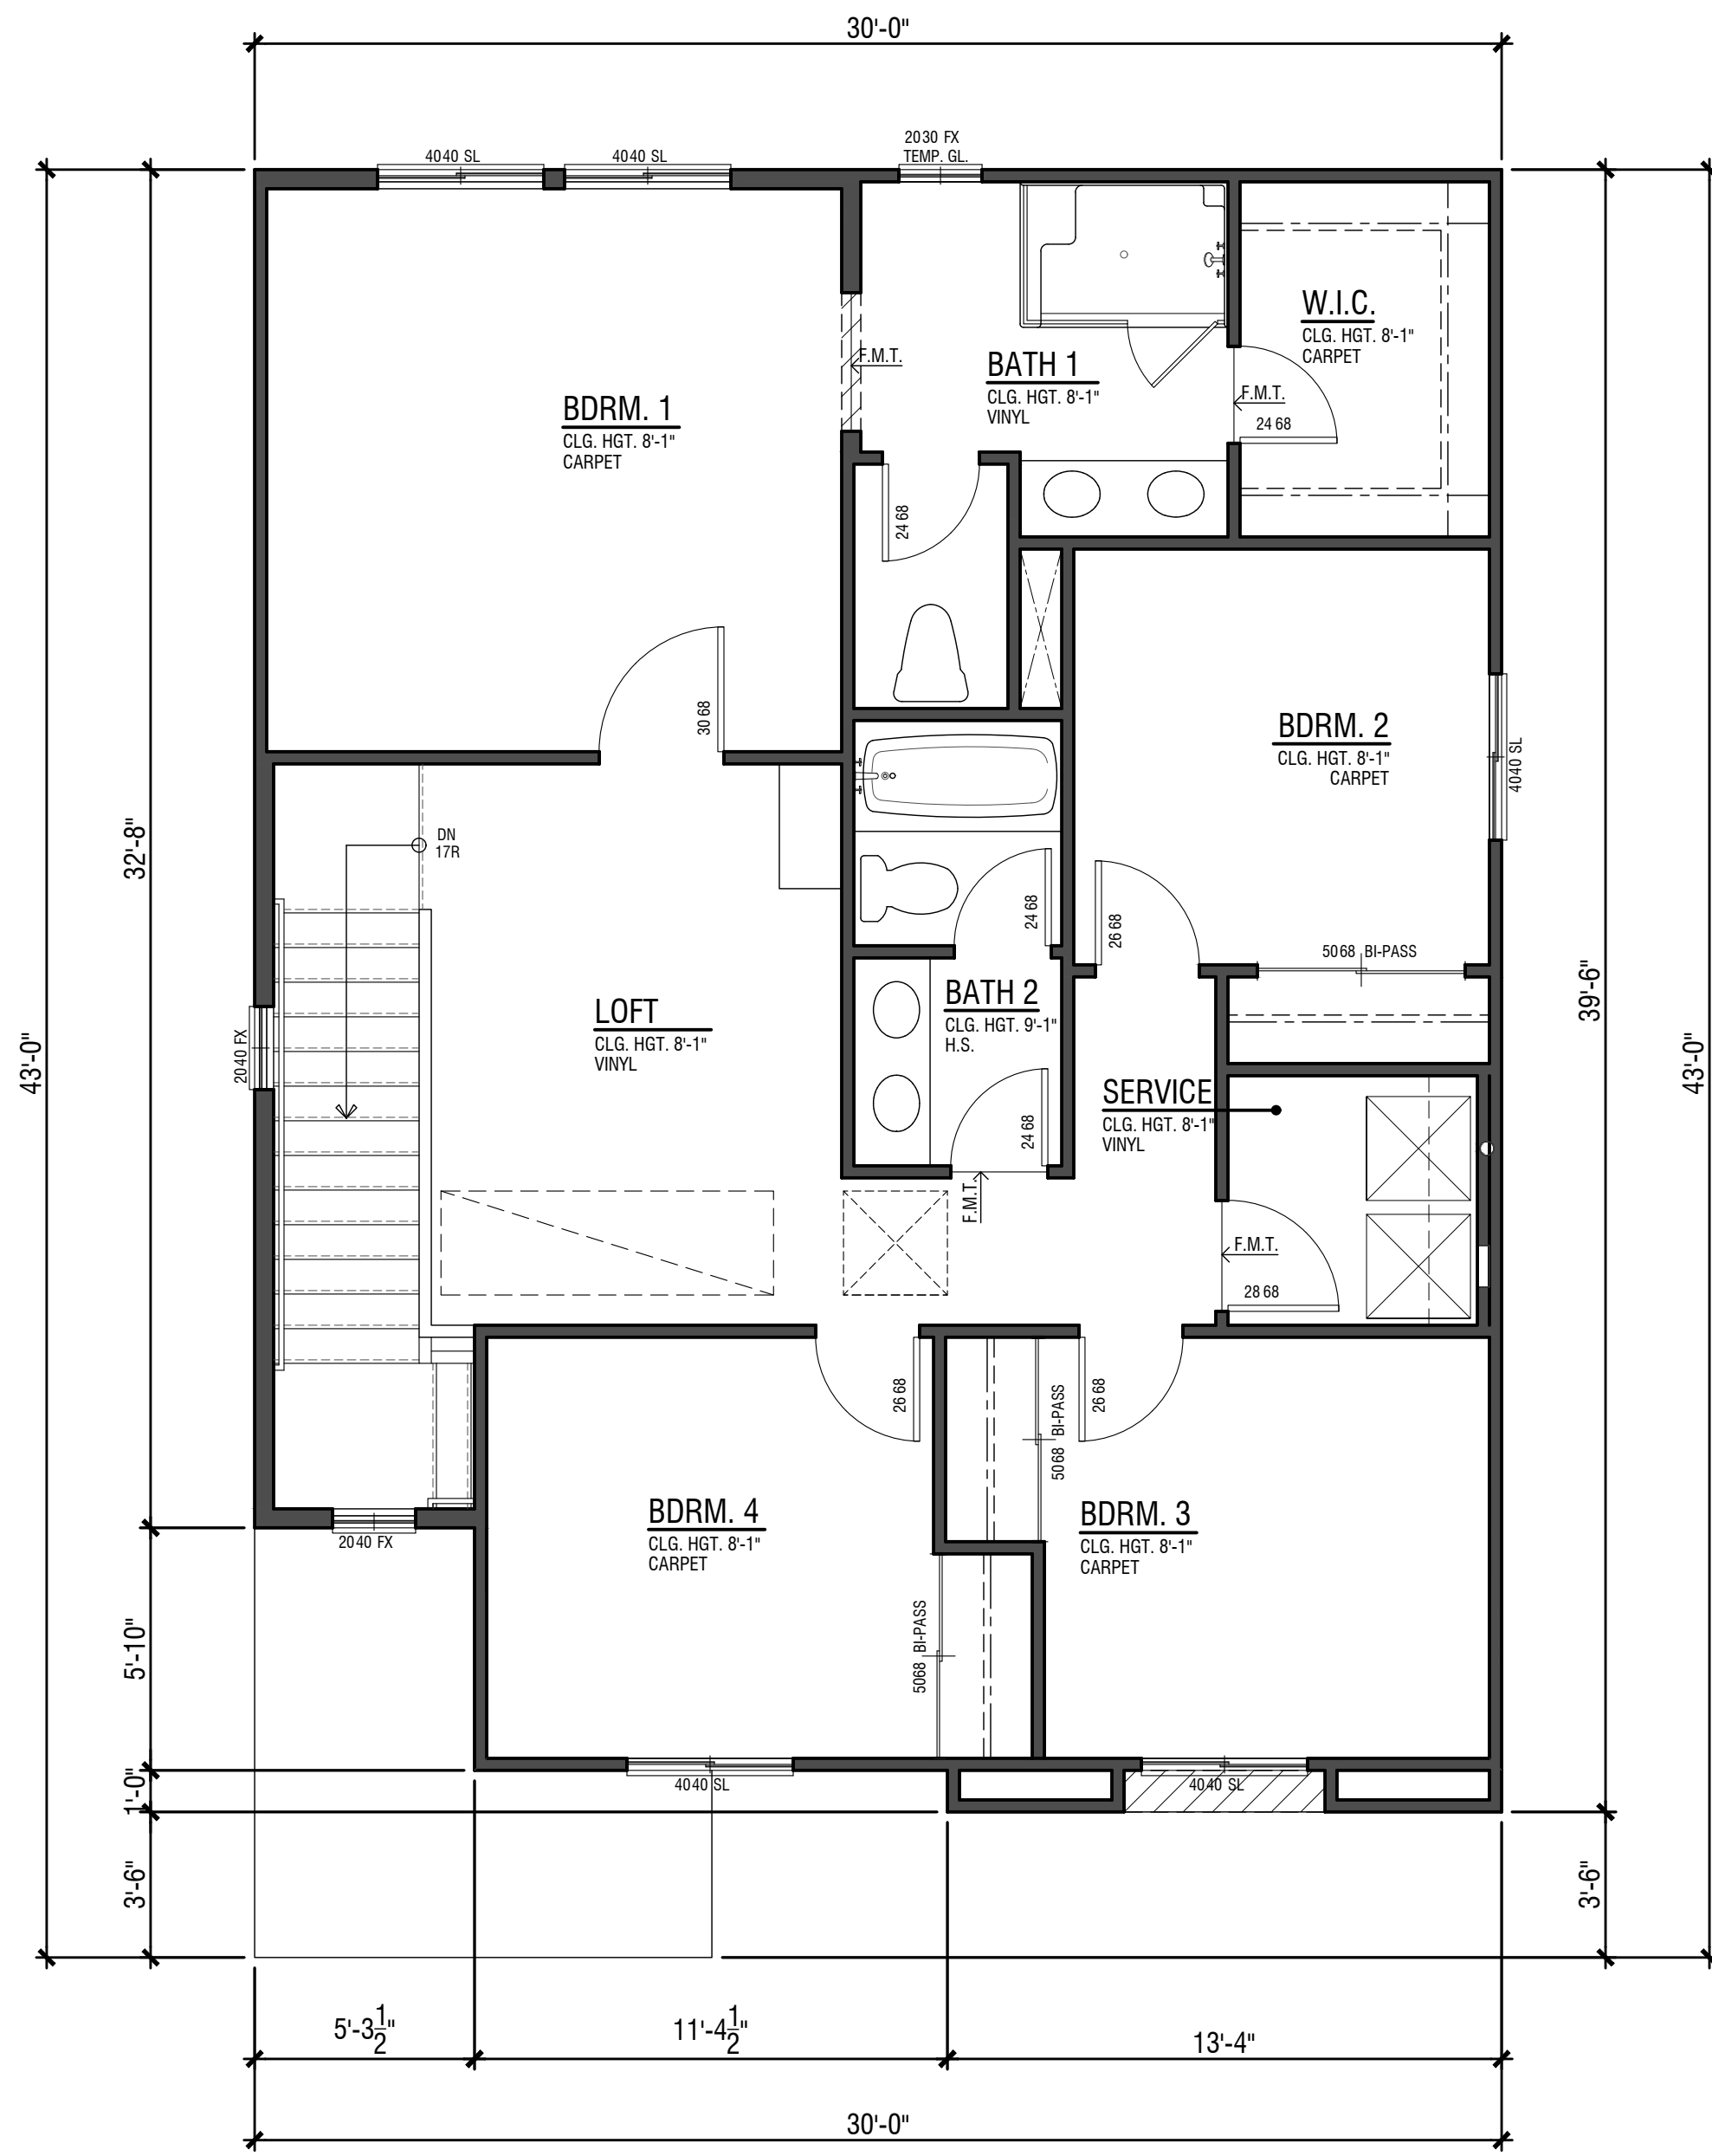 30'-0"
2030 FX
TEMP. GL.
4040 SL
4040 SL
W.I.C.
CLG. HGT. 8'-1"
CARPET
F.M.T.
BATH 1
CLG. HGT. 8'-1"
VINYL
F.M.T.
24 68
BDRM. 1
CLG. HGT. 8'-1"
CARPET
24 68
30 68
BDRM. 2
CLG. HGT. 8'-1"
CARPET
4040 SL
DN
17R
32'-8"
24 68
26 68
5068 BI-PASS
39'-6"
43'-0"
43'-0"
2040 FX
LOFT
CLG. HGT. 8'-1"
VINYL
BATH 2
CLG. HGT. 9'-1"
H.S.
SERVICE
CLG. HGT. 8'-1"
VINYL
24 68
F.M.T.
F.M.T.
28 68
26 68
5068 BI-PASS
26 68
BDRM. 4
CLG. HGT. 8'-1"
CARPET
BDRM. 3
CLG. HGT. 8'-1"
CARPET
2040 FX
5068 BI-PASS
5'-10"
4040 SL
4040 SL
1'-0"
3'-6"
3'-6"
5'-3½"
11'-4½"
13'-4"
30'-0"